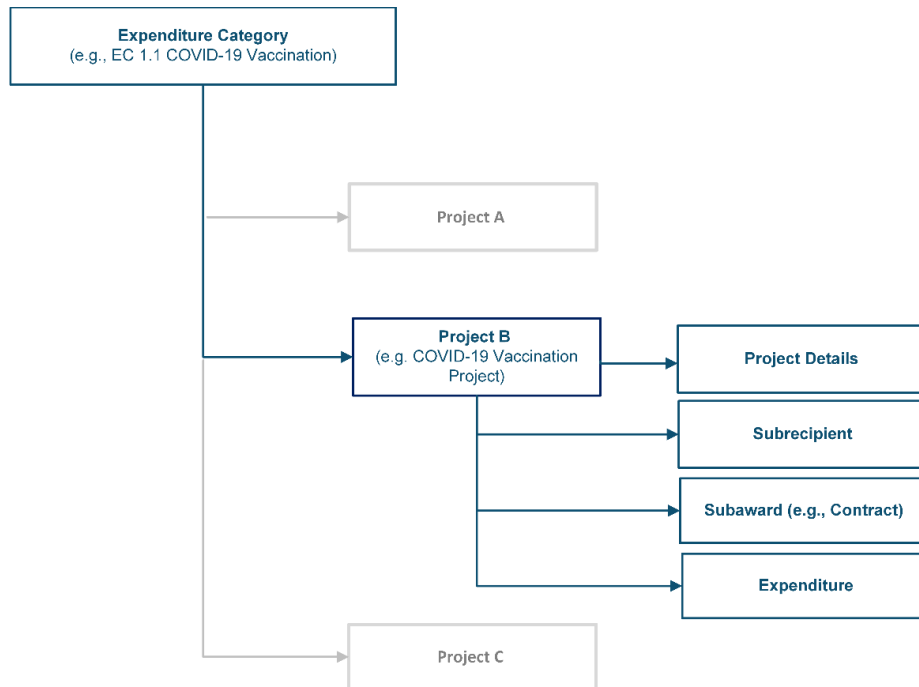 Expenditure Category
(e.g., EC 1.1 COVID-19 Vaccination)
Project A
Project B
(e.g. COVID-19 Vaccination
Project)
Project Details
Subrecipient
Subaward (e.g., Contract)
Expenditure
Project C